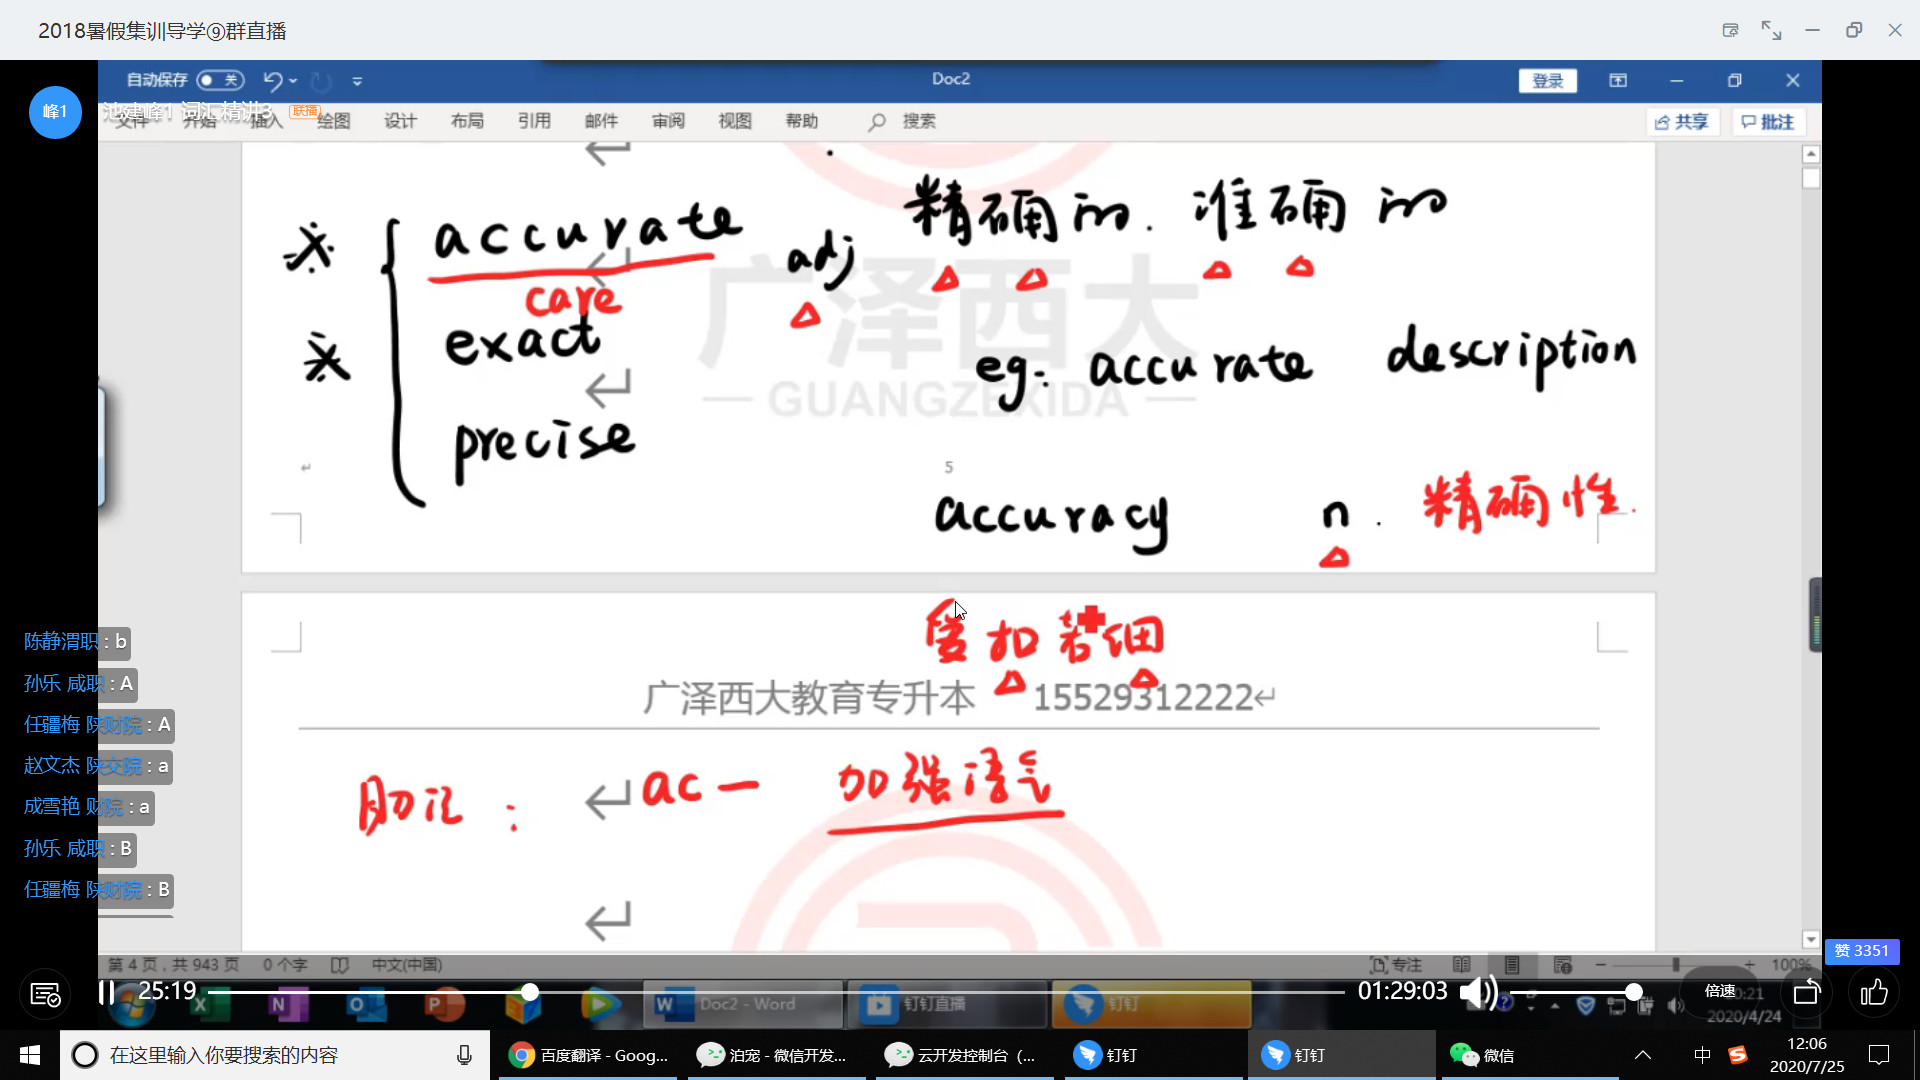 2018暑假集训导学⑨群直播
自动保存 关
Doc2
登录
峰1
池建峰1 词汇精讲3 联播
文件 开始 插入 绘图 设计 布局 引用 邮件 审阅 视图 帮助 搜索
共享 批注
accurate adj 精确的. 准确的
care
exact
广泽西大
eg: accurate description
GUANGZEXIDA
precise
5
accuracy n. 精确性.
陈静渭职 : b
孙乐 咸职 : A
任疆梅 陕财院 : A
赵文杰 陕交院 : a
成雪艳 财院 : a
孙乐 咸职 : B
任疆梅 陕财院 : B
广泽西大教育专升本 15529312222
助记: ac- 加强语气
赞 3351
第 4 页，共 943 页 0 个字 中文(中国)
专注 100%
25:19
Doc2 - Word 钉钉直播 钉钉
01:29:03
倍速
2020/4/24
在这里输入你要搜索的内容
百度翻译 - Goog...
泊宠 - 微信开发...
云开发控制台 (...
钉钉
钉钉
微信
中
12:06
2020/7/25